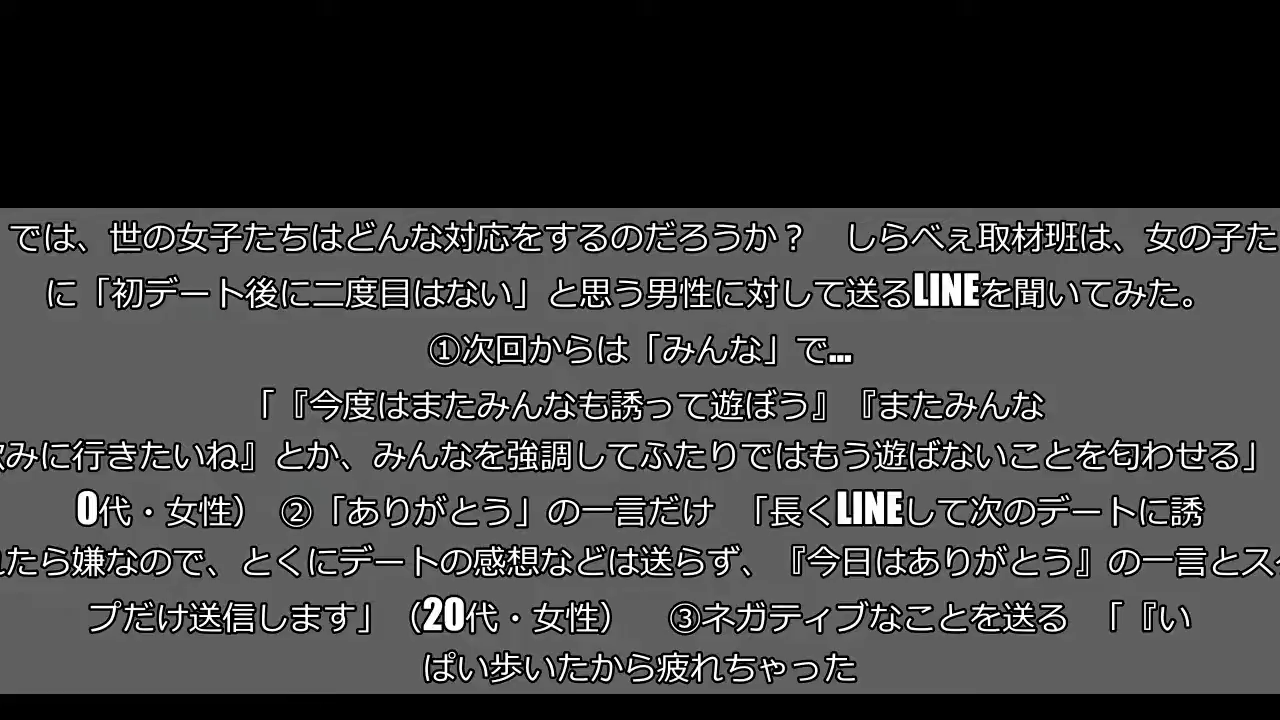 では、世の女子たちはどんな対応をするのだろうか？　しらべぇ取材班は、女の子た
に「初デート後に二度目はない」と思う男性に対して送るLINEを聞いてみた。
①次回からは「みんな」で…
「『今度はまたみんなも誘って遊ぼう』『またみんな
飲みに行きたいね』とか、みんなを強調してふたりではもう遊ばないことを匂わせる」
0代・女性）　②「ありがとう」の一言だけ　「長くLINEして次のデートに誘
れたら嫌なので、とくにデートの感想などは送らず、『今日はありがとう』の一言とスタ
プだけ送信します」（20代・女性）　③ネガティブなことを送る　「『い
ぱい歩いたから疲れちゃった